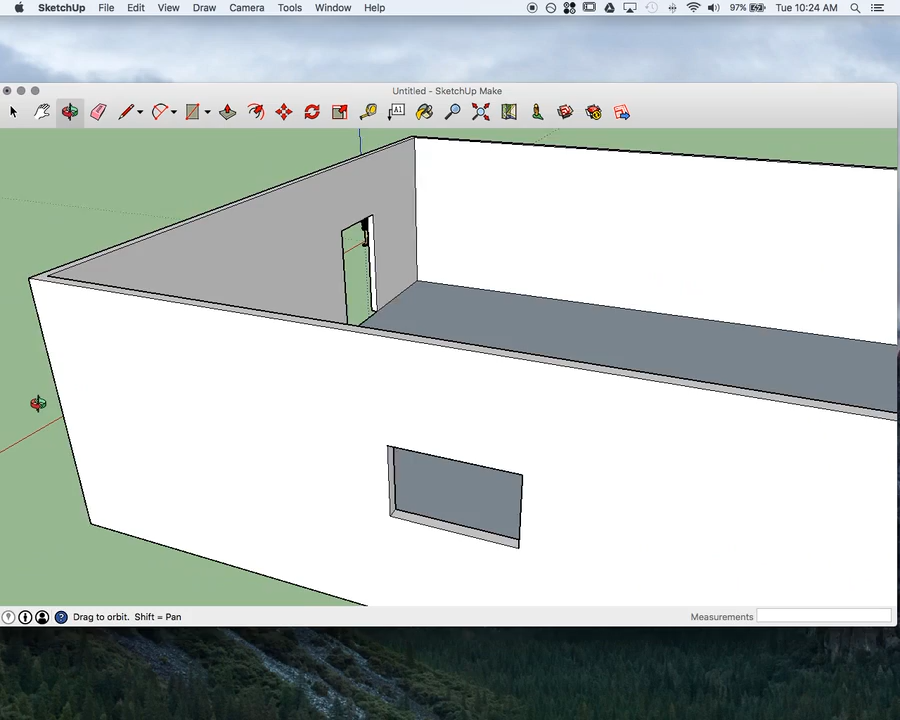 SketchUp File Edit View Draw Camera Tools Window Help 97% Tue 10:24 AM
Untitled - SketchUp Make
A1
Drag to orbit. Shift = Pan Measurements